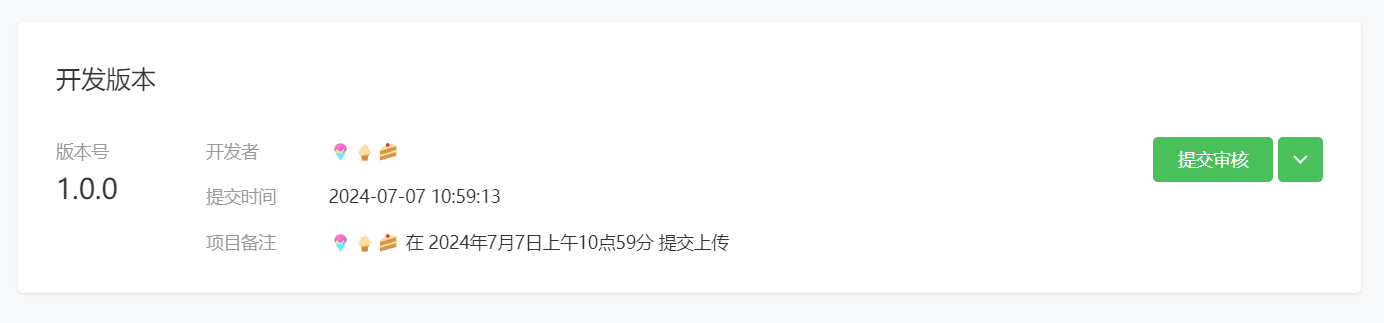 开发版本
版本号
1.0.0
开发者 🍧🍦🍰
提交时间 2024-07-07 10:59:13
项目备注 🍧🍦🍰 在 2024年7月7日上午10点59分 提交上传
提交审核